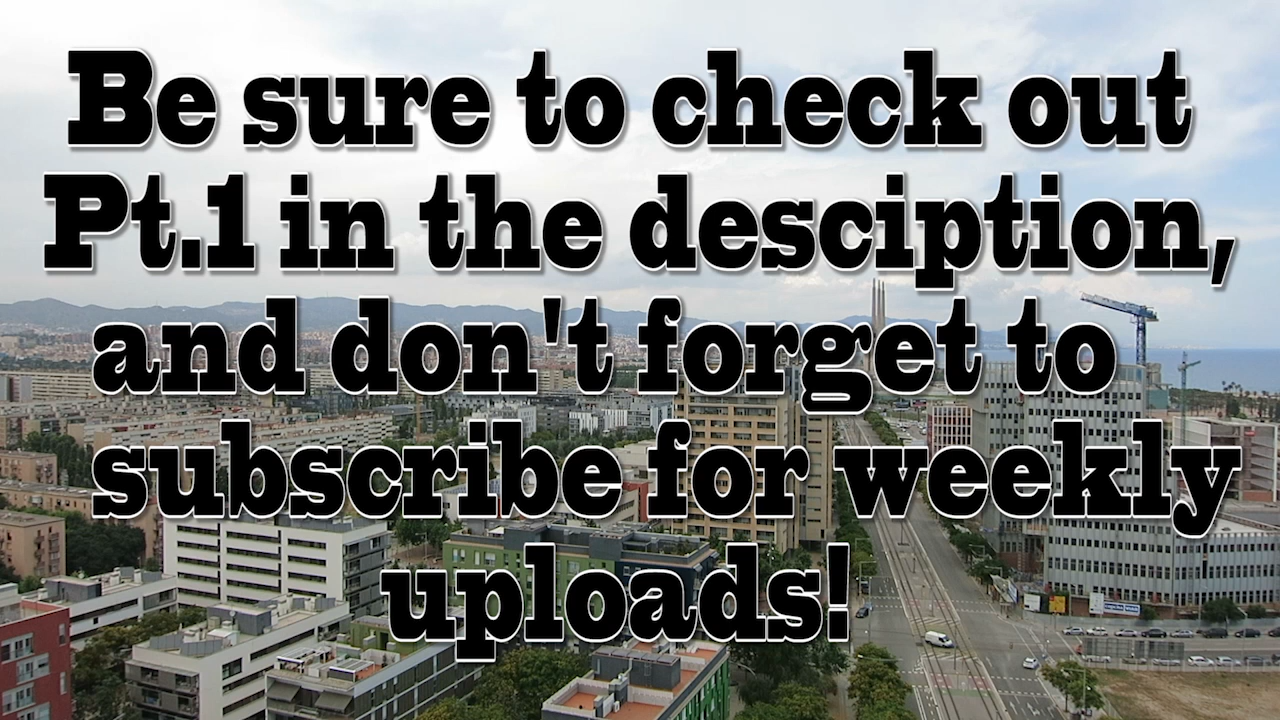 Be sure to check out
Pt.1 in the desciption,
and don't forget to
subscribe for weekly
uploads!